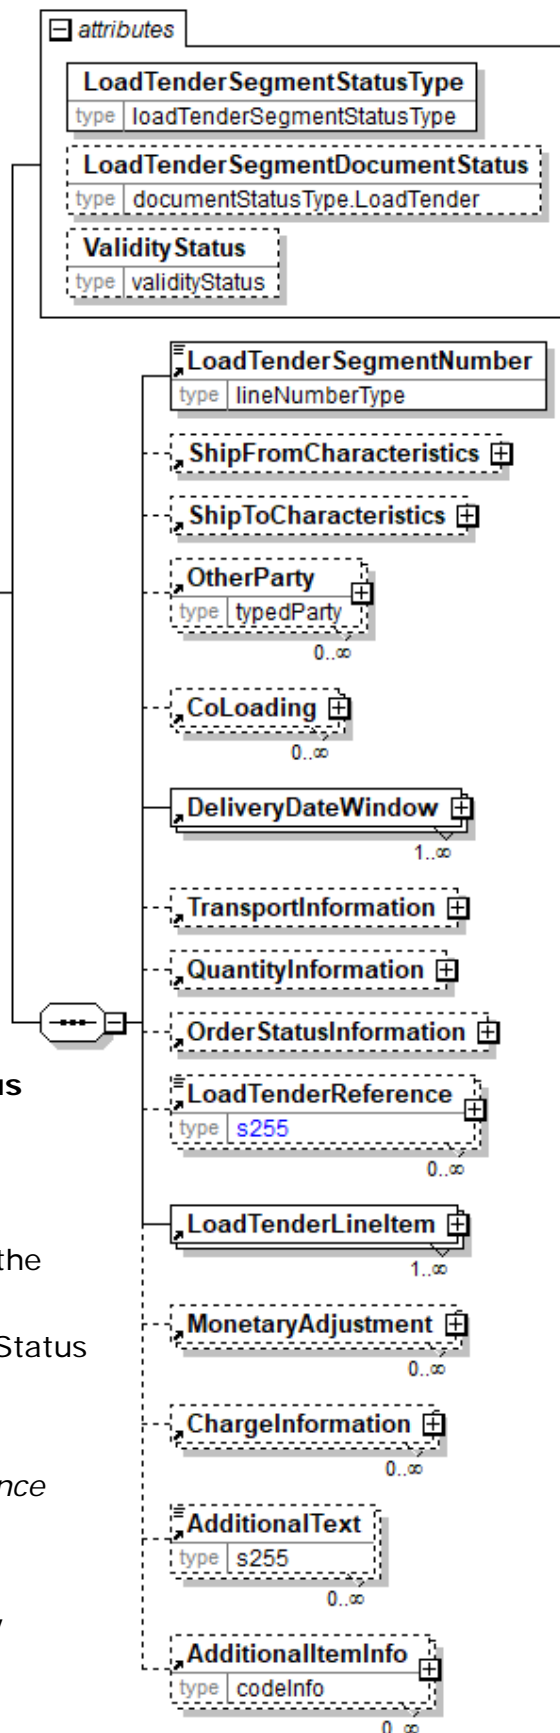 attributes
LoadTenderSegmentStatusType
type loadTenderSegmentStatusType
LoadTenderSegmentDocumentStatus
type documentStatusType.LoadTender
ValidityStatus
type validityStatus
LoadTenderSegmentNumber
type lineNumberType
ShipFromCharacteristics
ShipToCharacteristics
OtherParty
type typedParty
0..∞
CoLoading
0..∞
DeliveryDateWindow
1..∞
TransportInformation
QuantityInformation
OrderStatusInformation
us
LoadTenderReference
type s255
0..∞
LoadTenderLineItem
the
1..∞
MonetaryAdjustment
Status
0..∞
ChargeInformation
0..∞
nce
AdditionalText
type s255
0..∞
AdditionalItemInfo
type codeInfo
0..∞